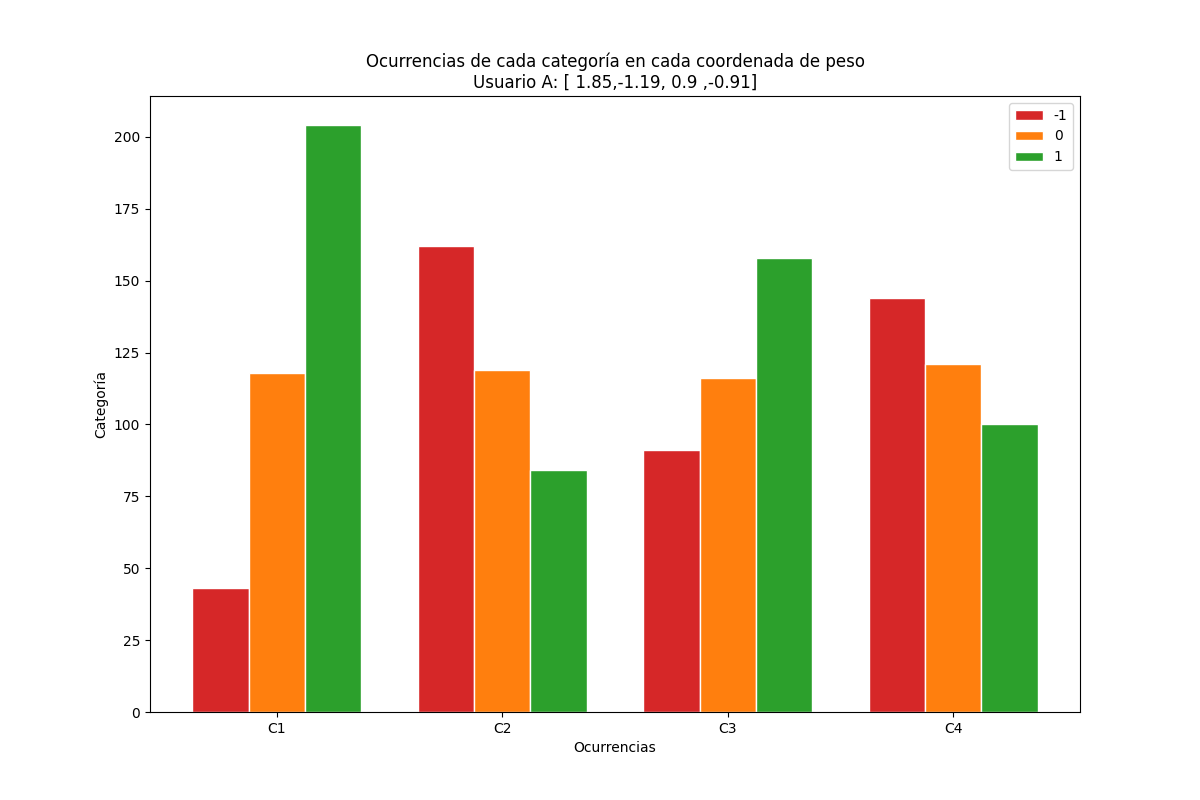 Ocurrencias de cada categoría en cada coordenada de peso
Usuario A: [ 1.85,-1.19, 0.9 ,-0.91]
-1
0
1
200
175
150
125
100
75
50
25
0
Categoría
C1 C2 C3 C4
Ocurrencias